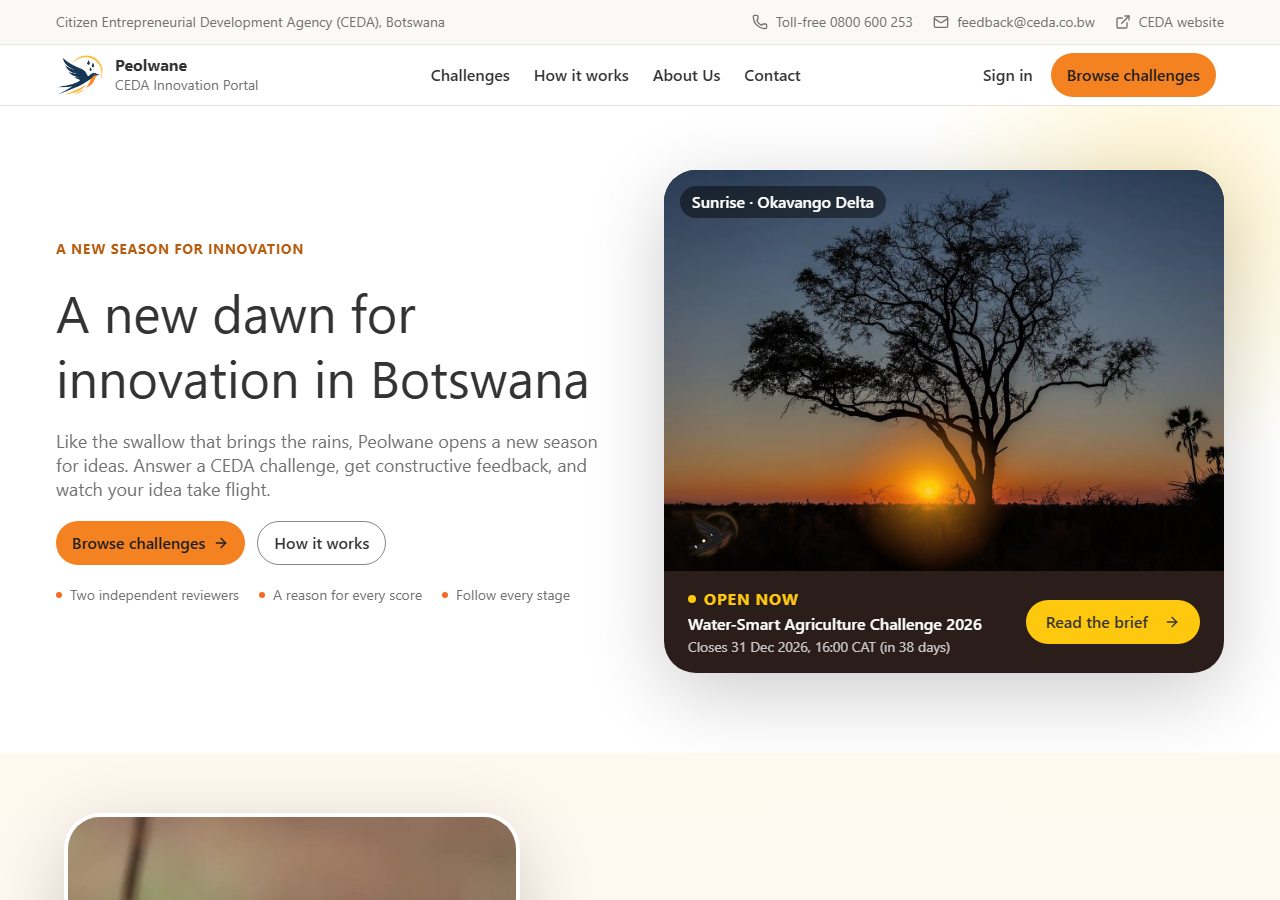 Citizen Entrepreneurial Development Agency (CEDA), Botswana
Toll-free 0800 600 253
feedback@ceda.co.bw
CEDA website
Peolwane
CEDA Innovation Portal
Challenges
How it works
About Us
Contact
Sign in
Browse challenges
A NEW SEASON FOR INNOVATION
A new dawn for
innovation in Botswana
Like the swallow that brings the rains, Peolwane opens a new season
for ideas. Answer a CEDA challenge, get constructive feedback, and
watch your idea take flight.
Browse challenges
How it works
Two independent reviewers
A reason for every score
Follow every stage
Sunrise · Okavango Delta
OPEN NOW
Water-Smart Agriculture Challenge 2026
Closes 31 Dec 2026, 16:00 CAT (in 38 days)
Read the brief